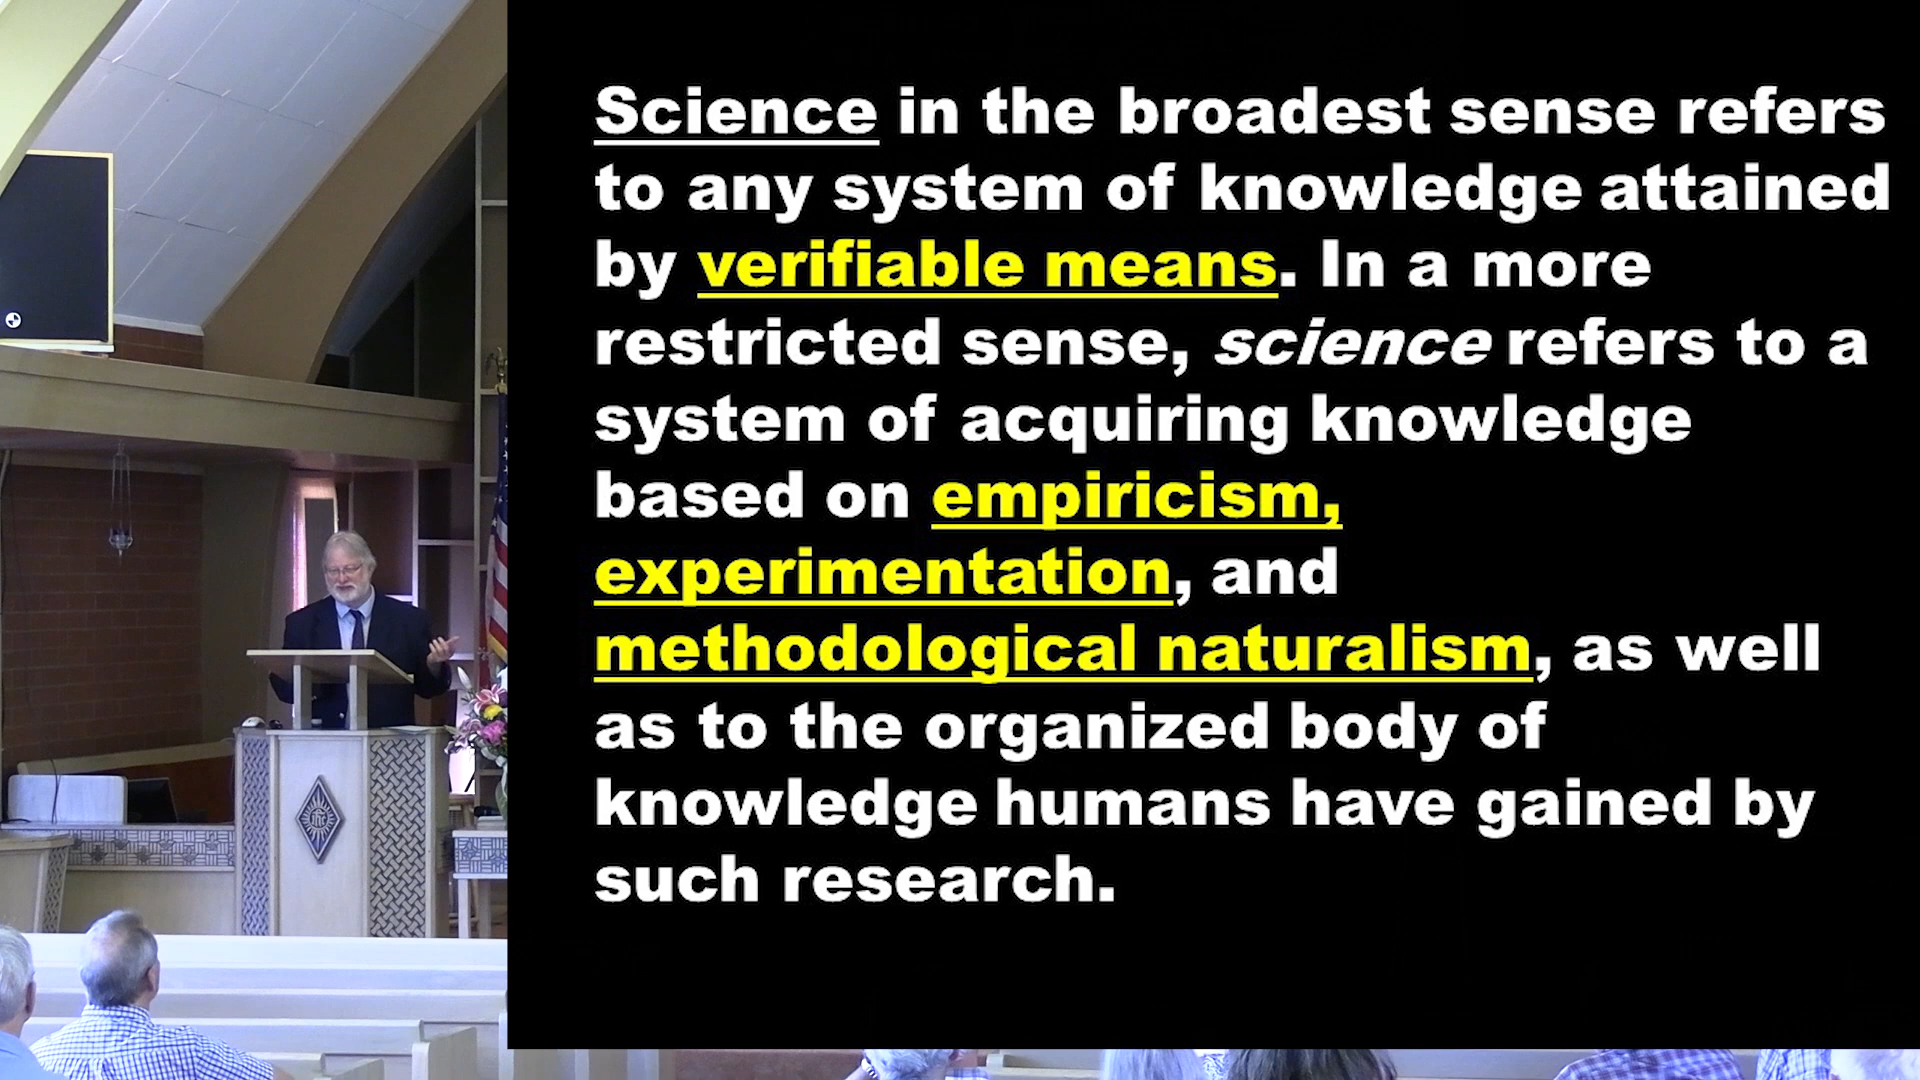 Science in the broadest sense refers
to any system of knowledge attained
by verifiable means. In a more
restricted sense, science refers to a
system of acquiring knowledge
based on empiricism,
experimentation, and
methodological naturalism, as well
as to the organized body of
knowledge humans have gained by
such research.